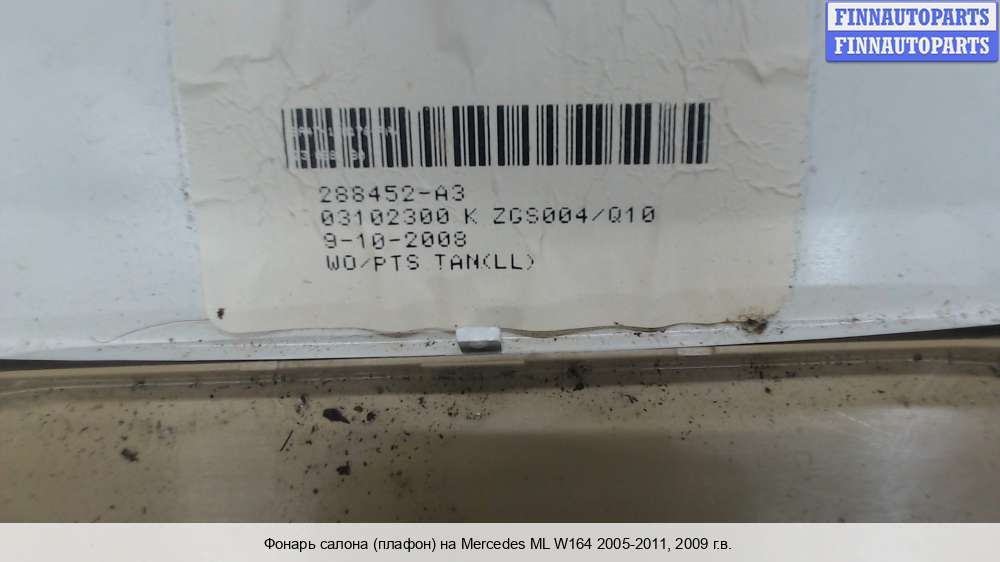 FINNAUTOPARTS
FINNAUTOPARTS
288452-A3
03102300 K ZGS004/Q10
9-10-2008
WO/PTS TAN(LL)
Фонарь салона (плафон) на Mercedes ML W164 2005-2011, 2009 г.в.